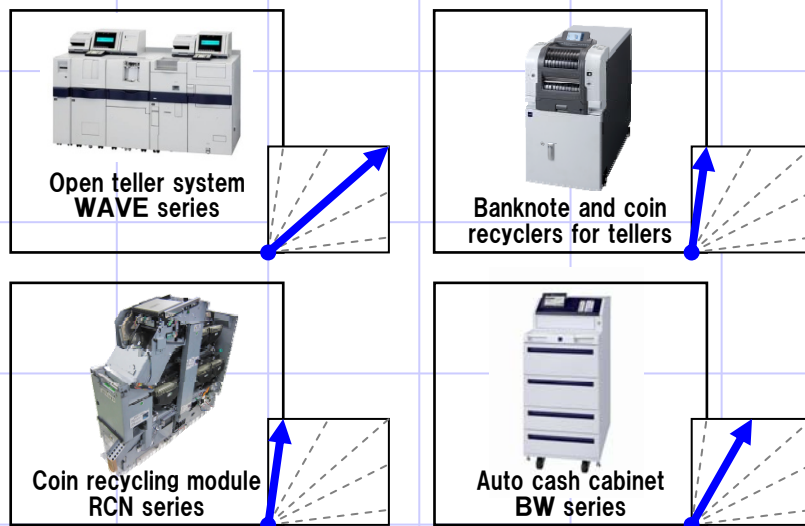 Open teller system
WAVE series
Banknote and coin
recyclers for tellers
Coin recycling module
RCN series
Auto cash cabinet
BW series